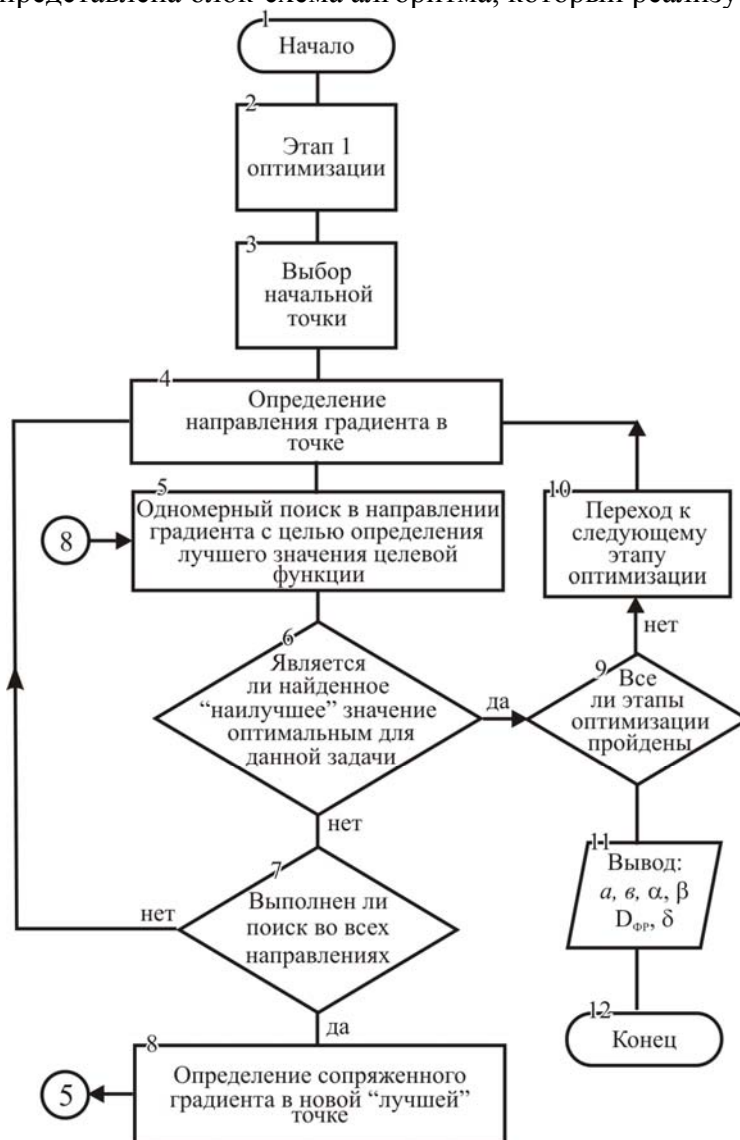 представлена блок-схема алгоритма, который реализу
1
Начало
2
Этап 1
оптимизации
3
Выбор
начальной
точки
4
Определение
направления градиента в
точке
5
Одномерный поиск в направлении
градиента с целью определения
лучшего значения целевой
функции
8
10
Переход к
следующему
этапу
оптимизации
нет
6
Является
ли найденное
“наилучшее” значение
оптимальным для
данной задачи
да
9
Все
ли этапы
оптимизации
пройдены
нет
7
Выполнен ли
поиск во всех
направлениях
нет
да
11
Вывод:
а, в, α, β
DФР, δ
12
Конец
8
Определение сопряженного
градиента в новой “лучшей”
точке
5